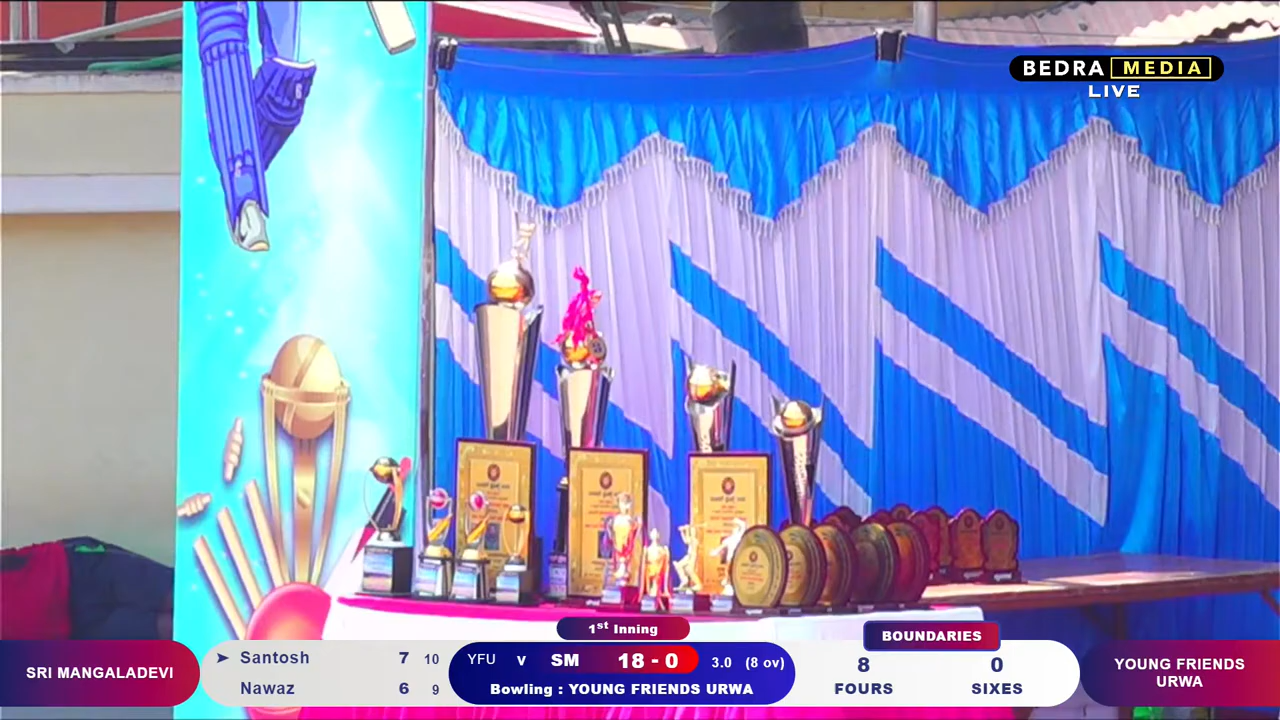 BEDRA MEDIA
LIVE
1st Inning
BOUNDARIES
SRI MANGALADEVI
➤ Santosh 7 10
Nawaz 6 9
YFU v SM 18 - 0 3.0 (8 ov)
Bowling : YOUNG FRIENDS URWA
8 0
FOURS SIXES
YOUNG FRIENDS
URWA